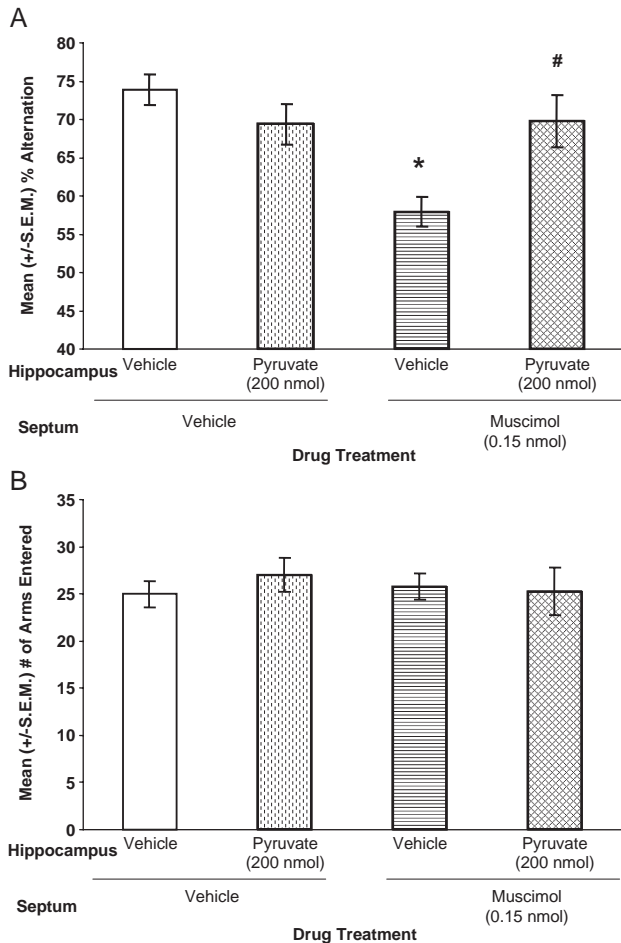 A
Mean (+/-S.E.M.) % Alternation
80
75
70
65
60
55
50
45
40
*
#
Hippocampus Vehicle Pyruvate Vehicle Pyruvate
(200 nmol) (200 nmol)
Septum Vehicle Muscimol
(0.15 nmol)
Drug Treatment
B
Mean (+/-S.E.M.) # of Arms Entered
35
30
25
20
15
10
5
0
Hippocampus Vehicle Pyruvate Vehicle Pyruvate
(200 nmol) (200 nmol)
Septum Vehicle Muscimol
(0.15 nmol)
Drug Treatment